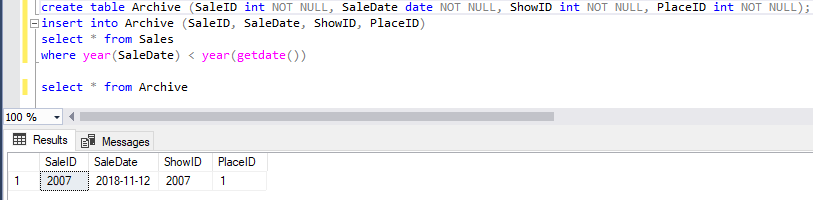 create table Archive (SaleID int NOT NULL, SaleDate date NOT NULL, ShowID int NOT NULL, PlaceID int NOT NULL);
insert into Archive (SaleID, SaleDate, ShowID, PlaceID)
select * from Sales
where year(SaleDate) < year(getdate())
select * from Archive
100 %
Results Messages
SaleID SaleDate ShowID PlaceID
1 2007 2018-11-12 2007 1